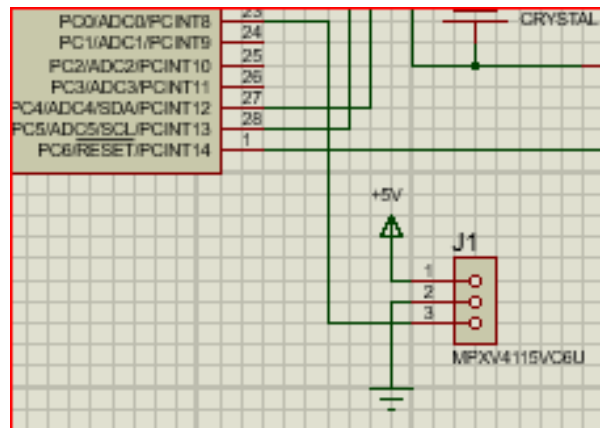 PC0/ADC0/PCINT8 23
PC1/ADC1/PCINT9 24
PC2/ADC2/PCINT10 25
PC3/ADC3/PCINT11 26
PC4/ADC4/SDA/PCINT12 27
PC5/ADC5/SCL/PCINT13 28
PC6/RESET/PCINT14 1
CRYSTAL
+5V
J1
1
2
3
MPXV4115VC6U